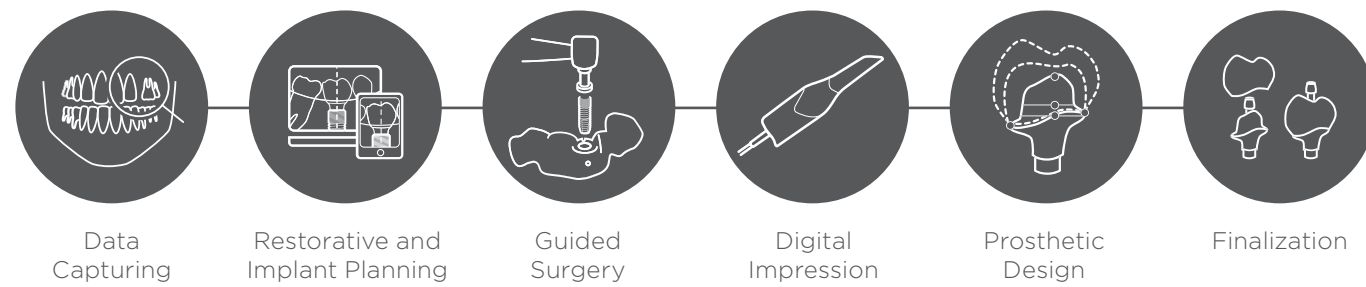 Data
Capturing
Restorative and
Implant Planning
Guided
Surgery
Digital
Impression
Prosthetic
Design
Finalization